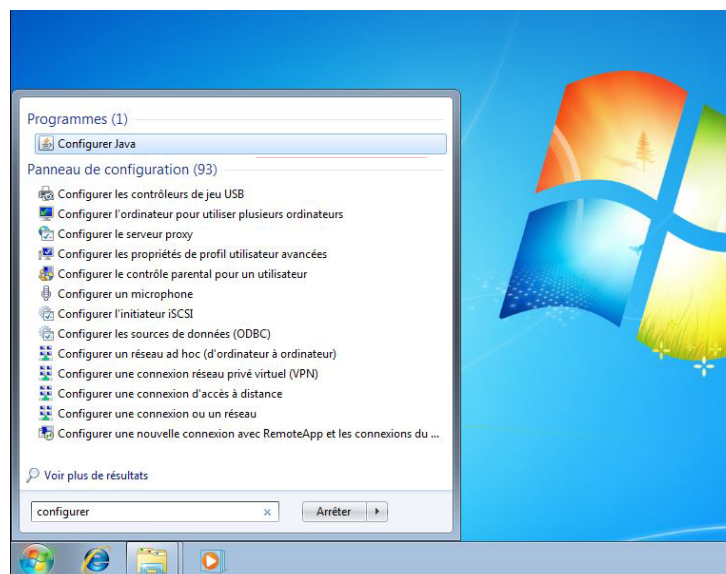 Programmes (1)
Configurer Java
Panneau de configuration (93)
Configurer les contrôleurs de jeu USB
Configurer l'ordinateur pour utiliser plusieurs ordinateurs
Configurer le serveur proxy
Configurer les propriétés de profil utilisateur avancées
Configurer le contrôle parental pour un utilisateur
Configurer un microphone
Configurer l'initiateur iSCSI
Configurer les sources de données (ODBC)
Configurer un réseau ad hoc (d'ordinateur à ordinateur)
Configurer une connexion réseau privé virtuel (VPN)
Configurer une connexion d'accès à distance
Configurer une connexion ou un réseau
Configurer une nouvelle connexion avec RemoteApp et les connexions du ...
Voir plus de résultats
configurer × Arrêter